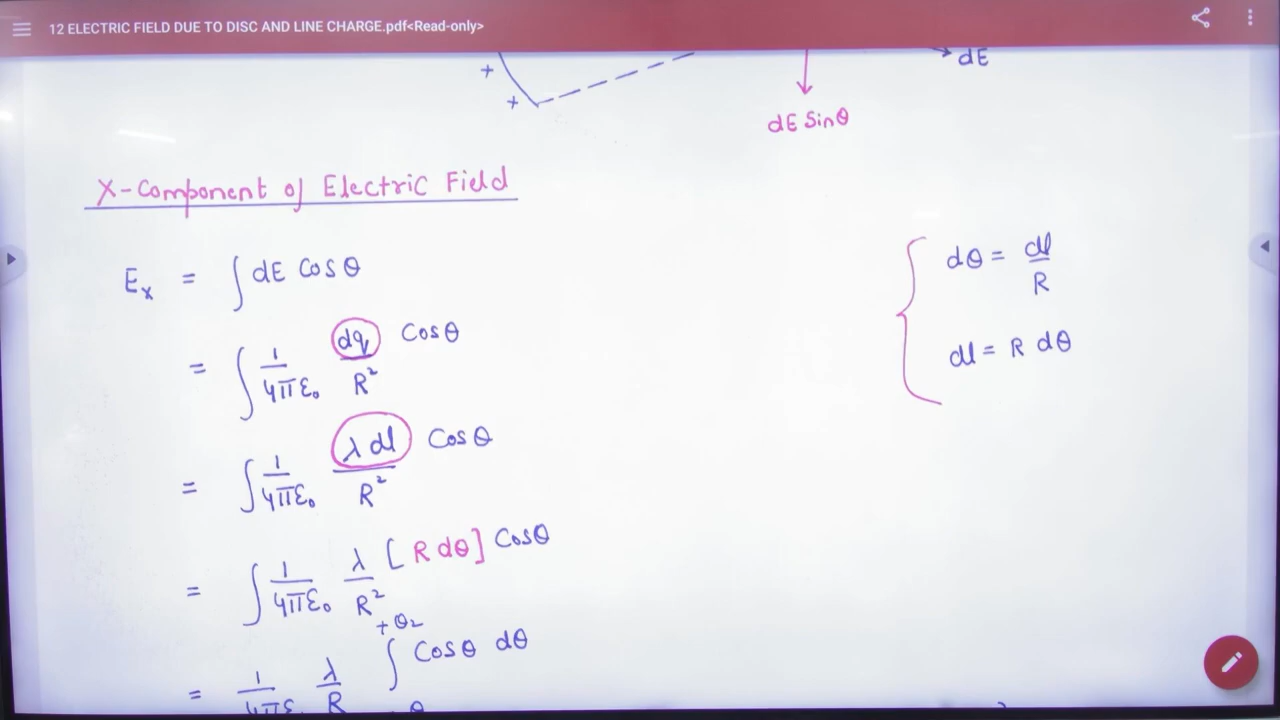 12 ELECTRIC FIELD DUE TO DISC AND LINE CHARGE.pdf<Read-only>
+
+
dE
dE Sinθ
X-Component of Electric Field
E_x = ∫ dE Cosθ
= ∫ 1/4πε₀ dq/R² Cosθ
= ∫ 1/4πε₀ λ dl/R² Cosθ
= ∫ 1/4πε₀ λ/R² [R dθ] Cosθ
= 1/4πε λ/R ∫ +θ₂ Cosθ dθ
θ
dθ = dl/R
dl = R dθ